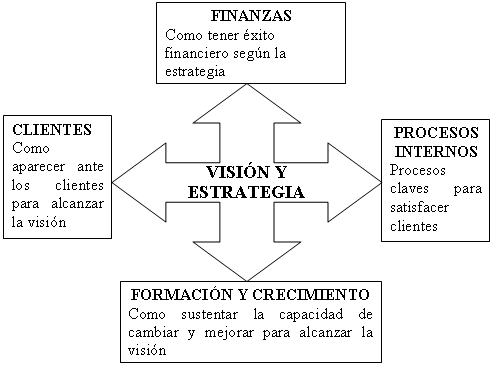 FINANZAS
Como tener éxito
financiero según la
estrategia
CLIENTES
Como
aparecer ante
los clientes
para alcanzar
la visión
VISIÓN Y
ESTRATEGIA
PROCESOS
INTERNOS
Procesos
claves para
satisfacer
clientes
FORMACIÓN Y CRECIMIENTO
Como sustentar la capacidad de
cambiar y mejorar para alcanzar la
visión